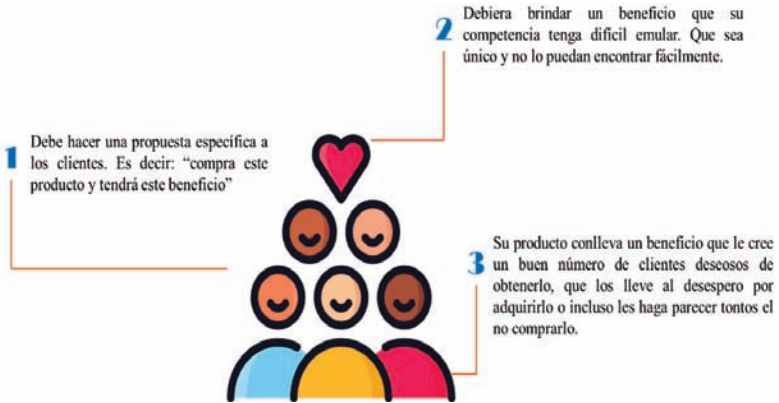 1
Debe hacer una propuesta específica a
los clientes. Es decir: “compra este
producto y tendrá este beneficio”
2
Debiera brindar un beneficio que su
competencia tenga difícil emular. Que sea
único y no lo puedan encontrar fácilmente.
3
Su producto conlleva un beneficio que le cree
un buen número de clientes deseosos de
obtenerlo, que los lleve al desespero por
adquirirlo o incluso les haga parecer tontos el
no comprarlo.